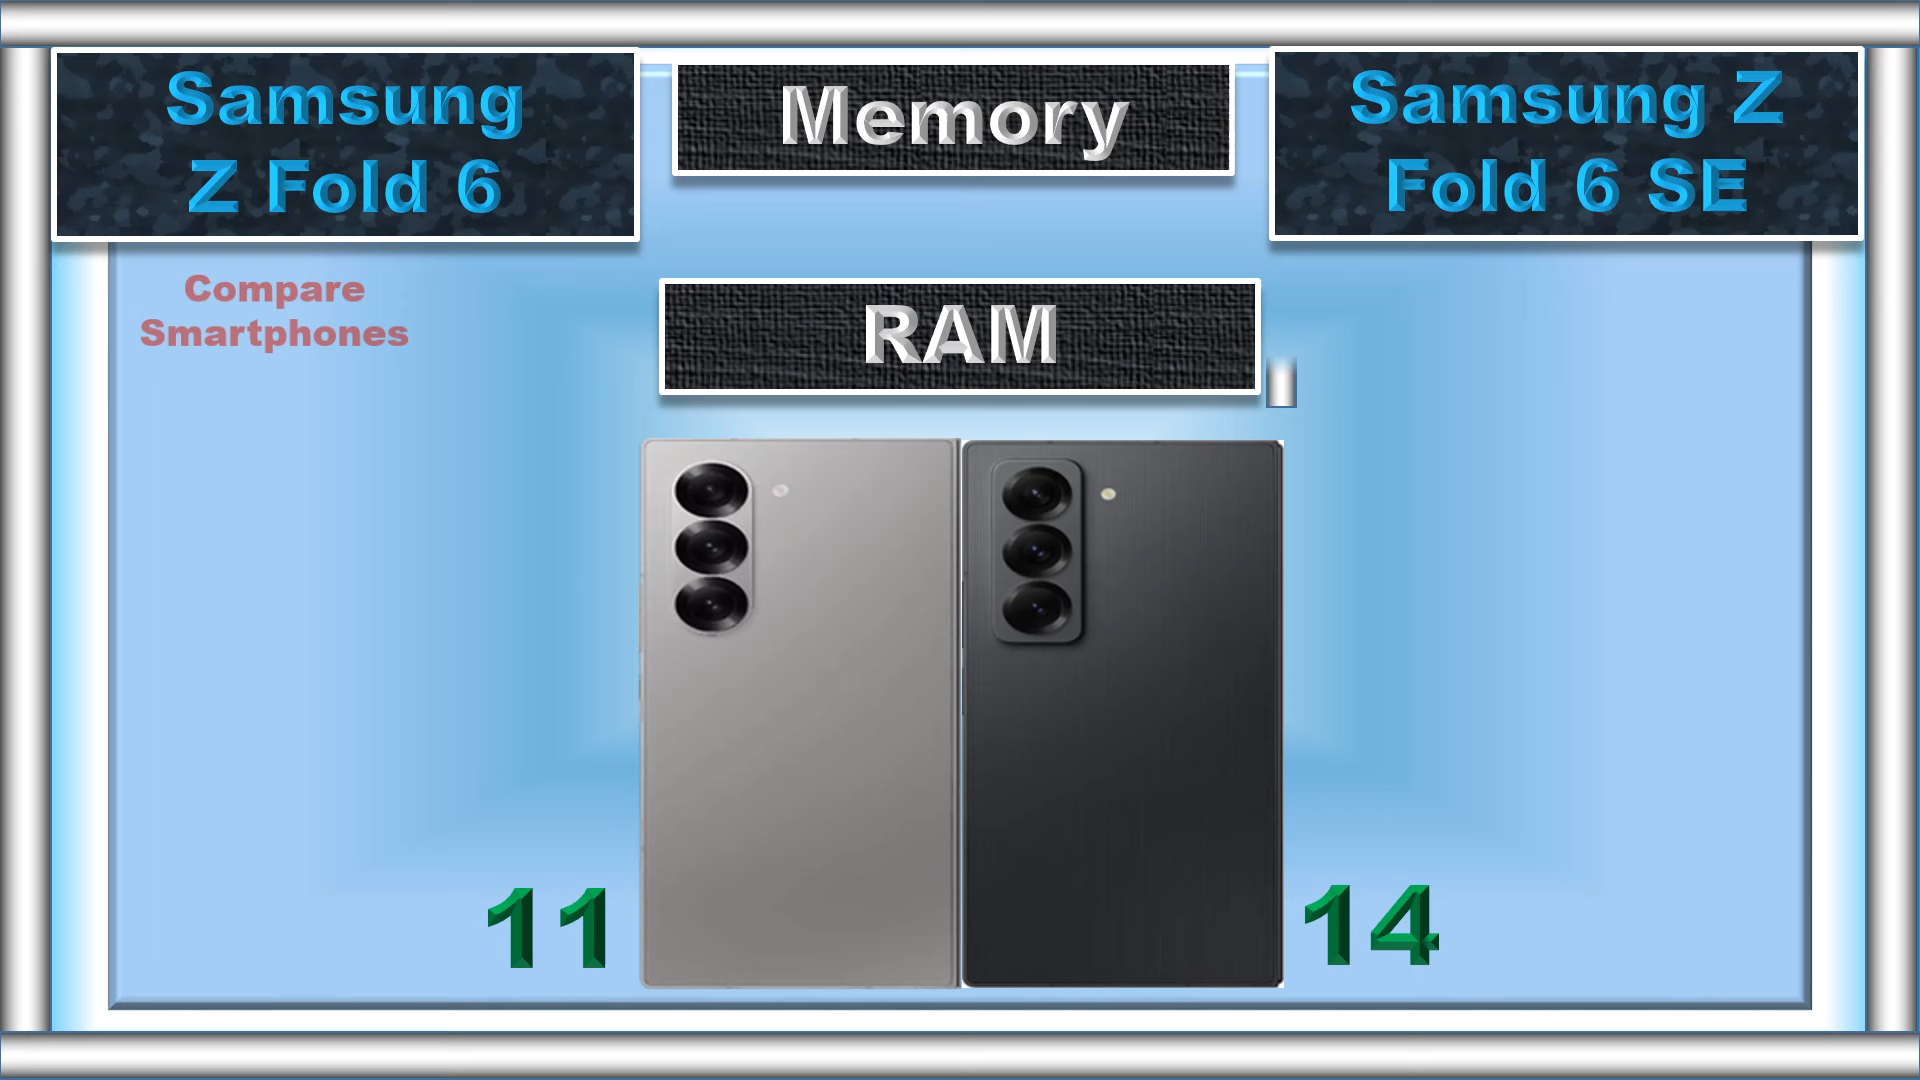 Samsung
Z Fold 6
Memory
Samsung Z
Fold 6 SE
Compare
Smartphones
RAM
11
14